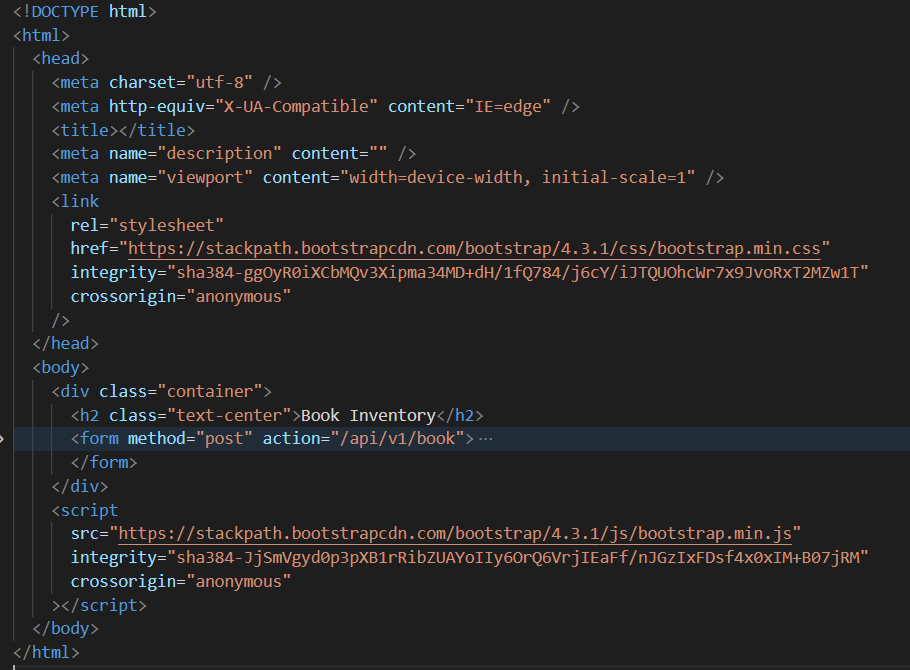 <!DOCTYPE html>
<html>
<head>
<meta charset="utf-8" />
<meta http-equiv="X-UA-Compatible" content="IE=edge" />
<title></title>
<meta name="description" content="" />
<meta name="viewport" content="width=device-width, initial-scale=1" />
<link
rel="stylesheet"
href="https://stackpath.bootstrapcdn.com/bootstrap/4.3.1/css/bootstrap.min.css"
integrity="sha384-ggOyR0iXCbMQv3Xipma34MD+dH/1fQ784/j6cY/iJTQUOhcWr7x9JvoRxT2MZw1T"
crossorigin="anonymous"
/>
</head>
<body>
<div class="container">
<h2 class="text-center">Book Inventory</h2>
<form method="post" action="/api/v1/book">···
</form>
</div>
<script
src="https://stackpath.bootstrapcdn.com/bootstrap/4.3.1/js/bootstrap.min.js"
integrity="sha384-JjSmVgyd0p3pXB1rRibZUAYoIIy6OrQ6VrjIEaFf/nJGzIxFDsf4x0xIM+B07jRM"
crossorigin="anonymous"
></script>
</body>
</html>